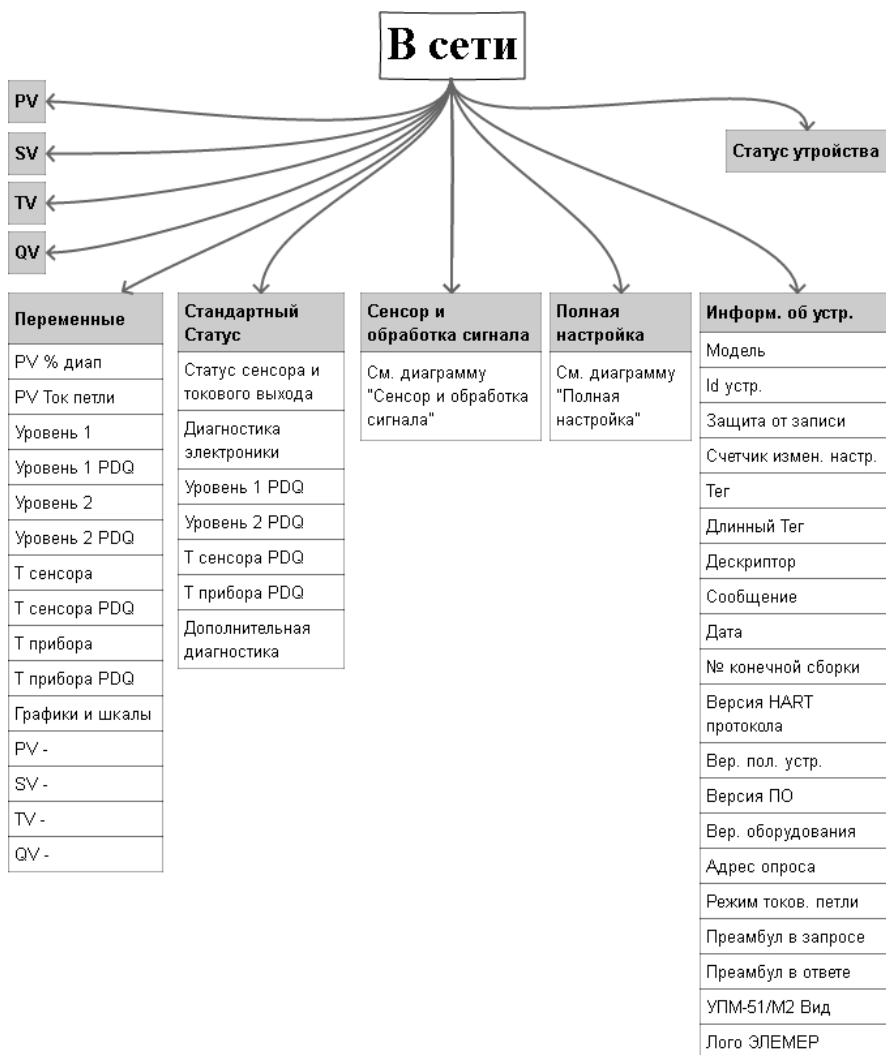 В сети
PV
SV
TV
QV
Статус утройства
Переменные
PV % диап
PV Ток петли
Уровень 1
Уровень 1 PDQ
Уровень 2
Уровень 2 PDQ
Т сенсора
Т сенсора PDQ
Т прибора
Т прибора PDQ
Графики и шкалы
PV -
SV -
TV -
QV -
Стандартный
Статус
Статус сенсора и
токового выхода
Диагностика
электроники
Уровень 1 PDQ
Уровень 2 PDQ
Т сенсора PDQ
Т прибора PDQ
Дополнительная
диагностика
Сенсор и
обработка сигнала
См. диаграмму
"Сенсор и обработка
сигнала"
Полная
настройка
См. диаграмму
"Полная
настройка"
Информ. об устр.
Модель
Id устр.
Защита от записи
Счетчик измен. настр.
Тег
Длинный Тег
Дескриптор
Сообщение
Дата
№ конечной сборки
Версия HART
протокола
Вер. пол. устр.
Версия ПО
Вер. оборудования
Адрес опроса
Режим токов. петли
Преамбул в запросе
Преамбул в ответе
УПМ-51/М2 Вид
Лого ЭЛЕМЕР